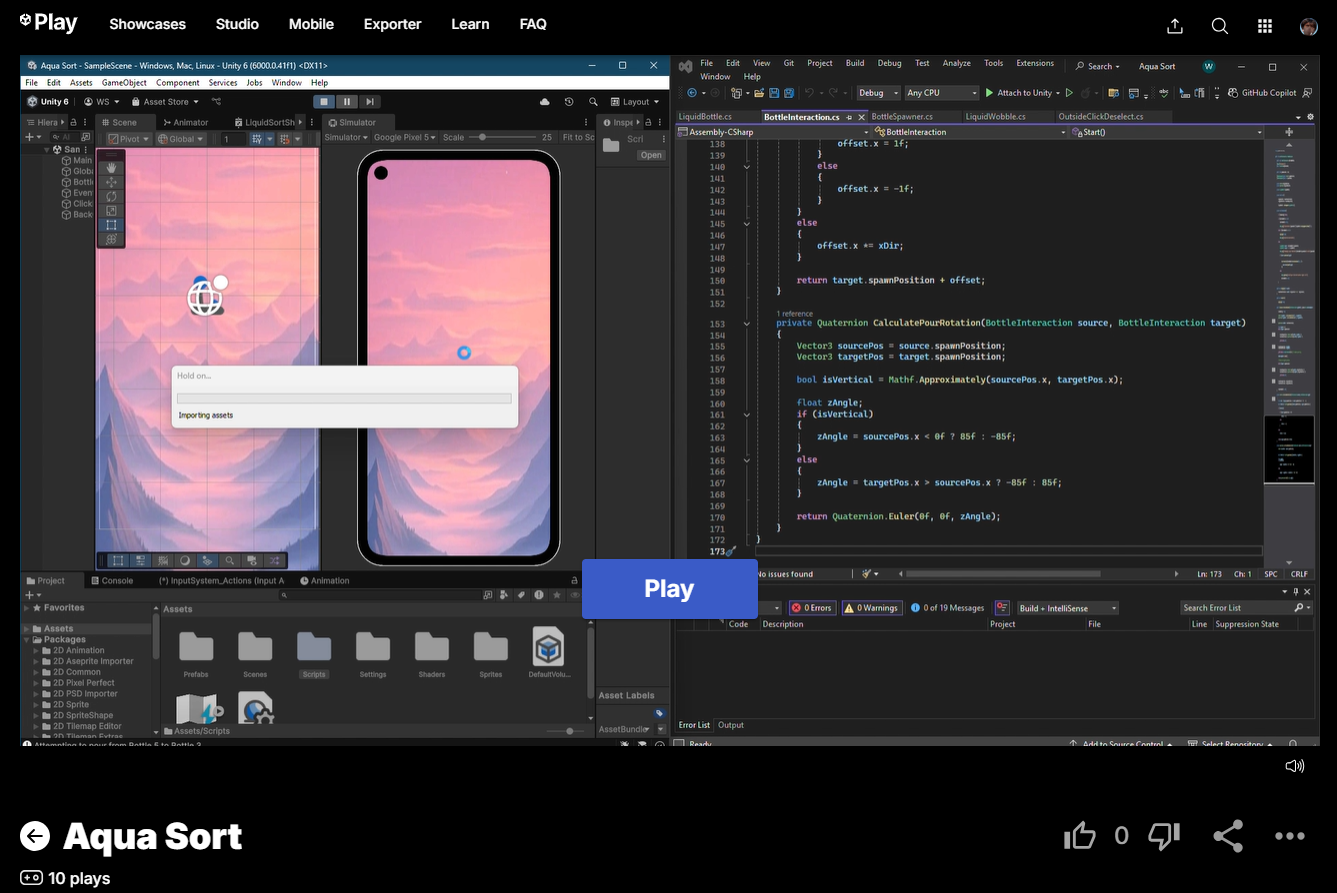 Play
Showcases
Studio
Mobile
Exporter
Learn
FAQ
Aqua Sort - SampleScene - Windows, Mac, Linux - Unity 6 (6000.0.41f1) <DX11>
File Edit Assets GameObject Component Services Jobs Window Help
Unity 6 WS Asset Store Layout
Hiera Scene Animator LiquidSortSh Simulator Inspe
Pivot Global 1 Simulator Google Pixel 5 Scale 25 Fit to Sc
Scri
Open
San
Main
Globa
Bottl
Even
Click
Back
Hold on...
Importing assets
Project Console (*) InputSystem_Actions (Input A Animation
Favorites
Assets
Packages
2D Animation
2D Aseprite Importer
2D Common
2D Pixel Perfect
2D PSD Importer
2D Sprite
2D SpriteShape
2D Tilemap Editor
2D Tilemap Extras
Assets
Prefabs Scenes Scripts Settings Shaders Sprites DefaultVolu...
Assets/Scripts
Asset Labels
AssetBundle
Attempting to pour from Bottle 5 to Bottle 3
File Edit View Git Project Build Debug Test Analyze Tools Extensions Search Aqua Sort W
Window Help
Debug Any CPU Attach to Unity GitHub Copilot
LiquidBottle.cs BottleInteraction.cs BottleSpawner.cs LiquidWobble.cs OutsideClickDeselect.cs
Assembly-CSharp BottleInteraction Start()
138 offset.x = 1f;
139 }
140 else
141 {
142 offset.x = -1f;
143 }
144 }
145 else
146 {
147 offset.x *= xDir;
148 }
149
150 return target.spawnPosition + offset;
151 }
152
1 reference
153 private Quaternion CalculatePourRotation(BottleInteraction source, BottleInteraction target)
154 {
155 Vector3 sourcePos = source.spawnPosition;
156 Vector3 targetPos = target.spawnPosition;
157
158 bool isVertical = Mathf.Approximately(sourcePos.x, targetPos.x);
159
160 float zAngle;
161 if (isVertical)
162 {
163 zAngle = sourcePos.x < 0f ? 85f : -85f;
164 }
165 else
166 {
167 zAngle = targetPos.x > sourcePos.x ? -85f : 85f;
168 }
169
170 return Quaternion.Euler(0f, 0f, zAngle);
171 }
172 }
173
No issues found Ln: 173 Ch: 1 SPC CRLF
Play
0 Errors 0 Warnings 0 of 19 Messages Build + IntelliSense Search Error List
Code Description Project File Line Suppression State
Error List Output
Ready Add to Source Control Select Repository
Aqua Sort
0
10 plays